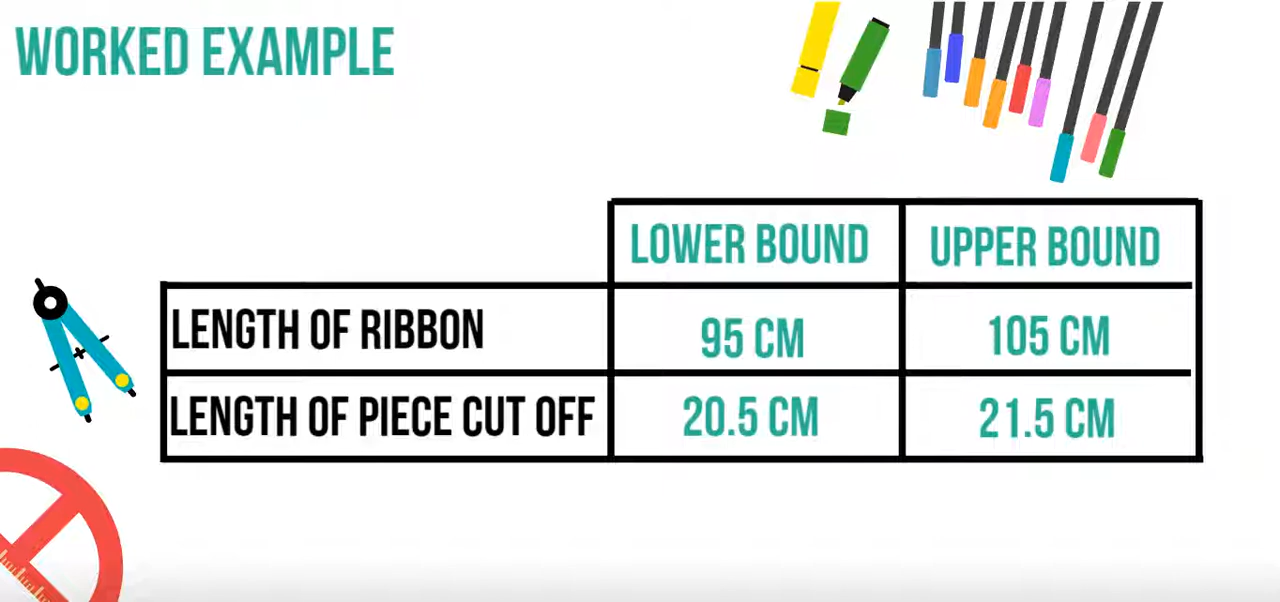 WORKED EXAMPLE
LOWER BOUND UPPER BOUND
LENGTH OF RIBBON 95 CM 105 CM
LENGTH OF PIECE CUT OFF 20.5 CM 21.5 CM